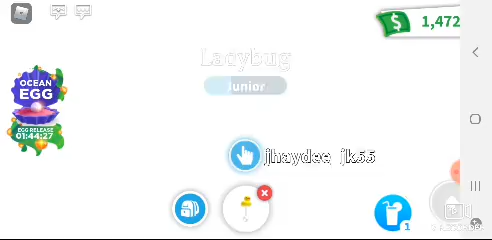 1,472
Ladybug
Junior
OCEAN
EGG
EGG RELEASE
01:44:27
jhaydee_jk55
1